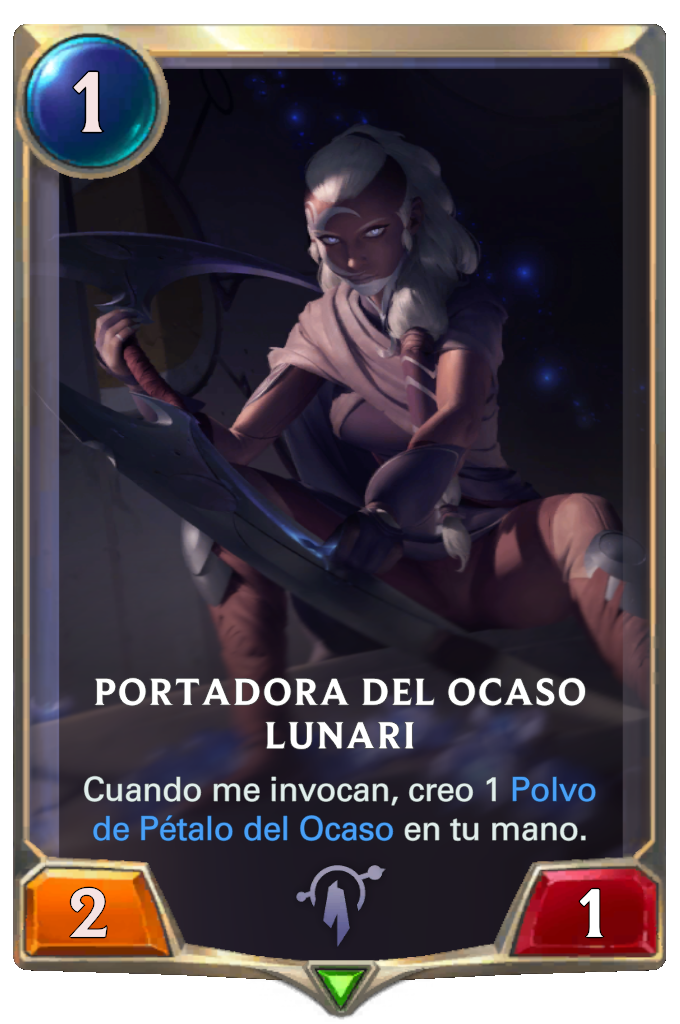 1
PORTADORA DEL OCASO
LUNARI
Cuando me invocan, creo 1 Polvo
de Pétalo del Ocaso en tu mano.
2
1